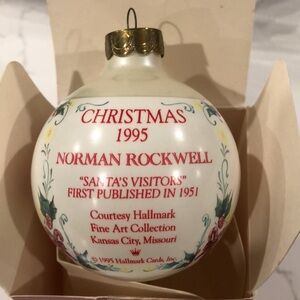 CHRISTMAS
1995
NORMAN ROCKWELL
"SANTA'S VISITORS"
FIRST PUBLISHED IN 1951
Courtesy Hallmark
Fine Art Collection
Kansas City, Missouri
© 1995 Hallmark Cards, Inc.